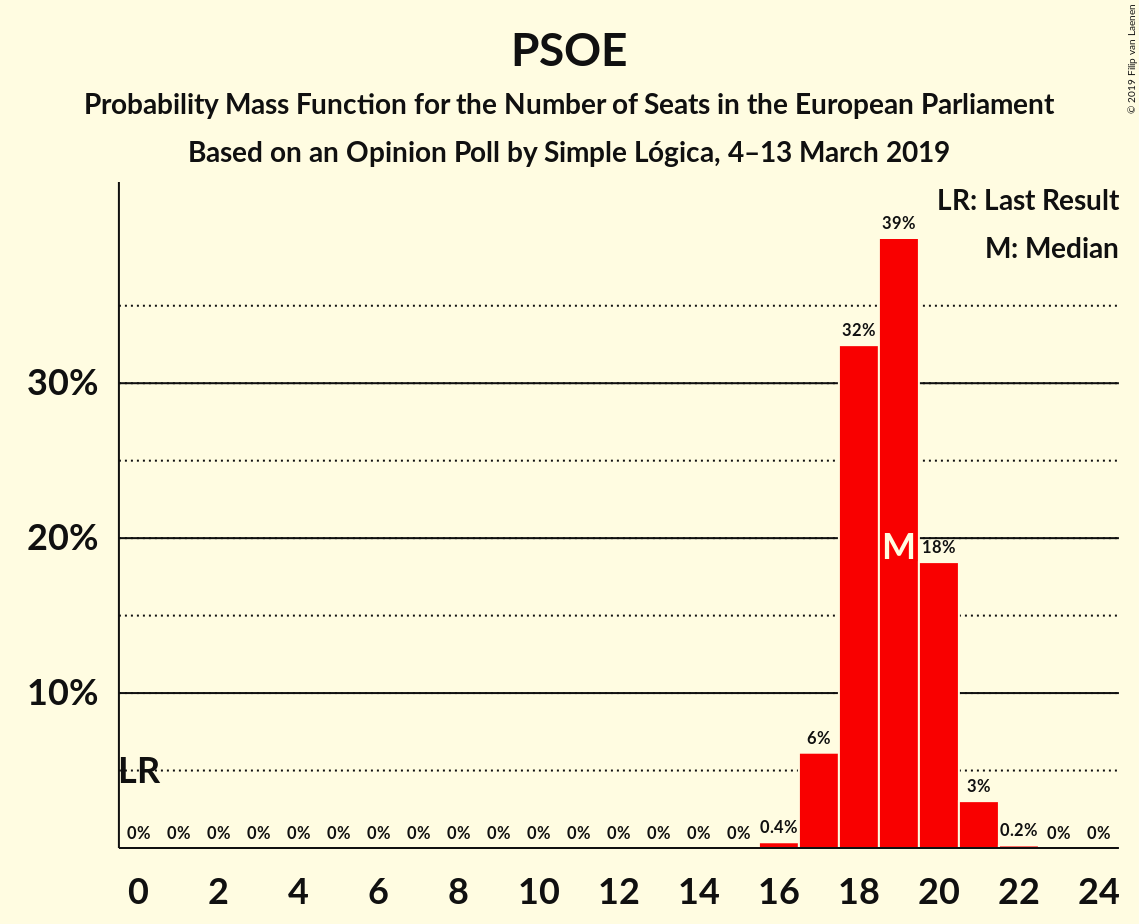 PSOE
Probability Mass Function for the Number of Seats in the European Parliament
Based on an Opinion Poll by Simple Lógica, 4–13 March 2019
© 2019 Filip van Laenen
LR: Last Result
M: Median
39%
32%
30%
20%
M
18%
10%
6%
LR
3%
0% 0% 0% 0% 0% 0% 0% 0% 0% 0% 0% 0% 0% 0% 0% 0% 0.4% 0.2% 0% 0%
0 2 4 6 8 10 12 14 16 18 20 22 24